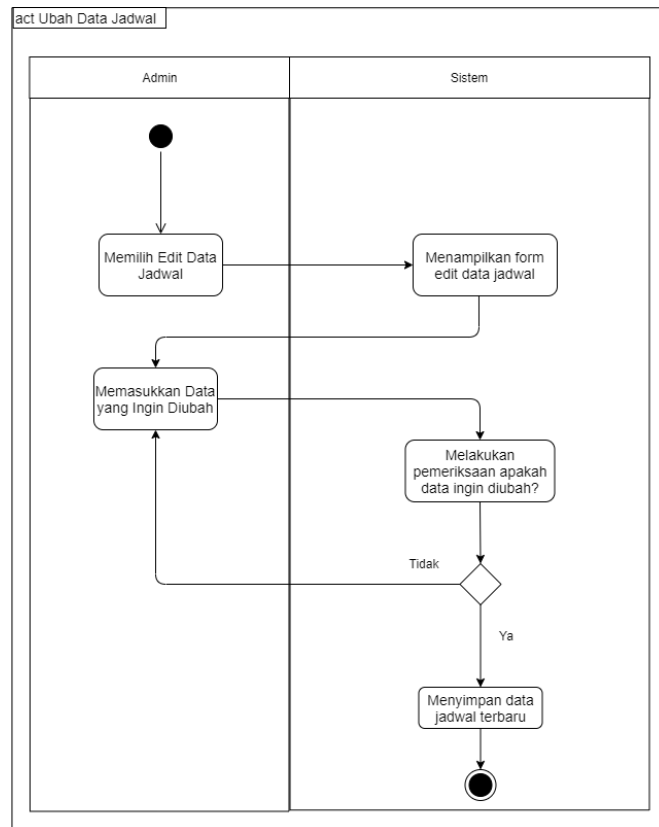 act Ubah Data Jadwal
Admin
Sistem
Memilih Edit Data
Jadwal
Menampilkan form
edit data jadwal
Memasukkan Data
yang Ingin Diubah
Melakukan
pemeriksaan apakah
data ingin diubah?
Tidak
Ya
Menyimpan data
jadwal terbaru